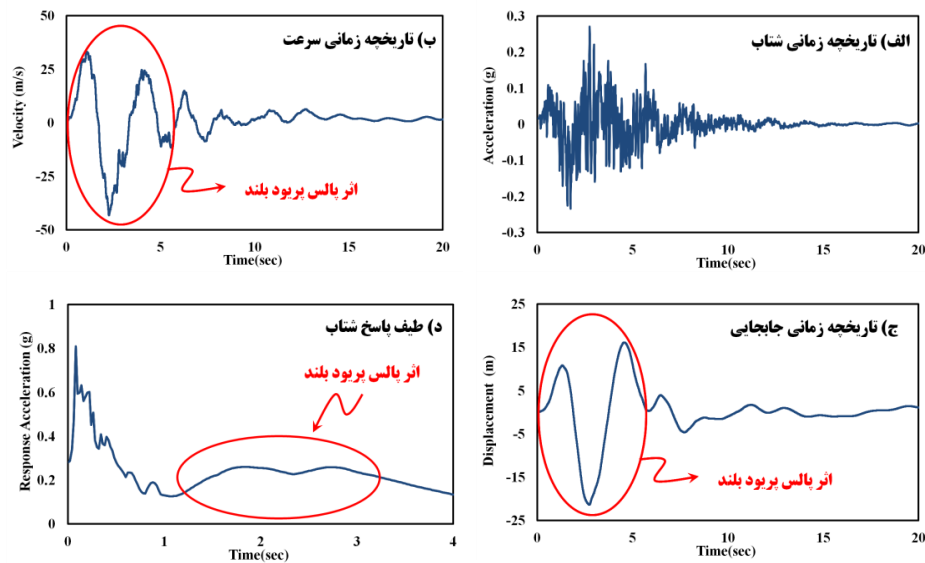 الف) تاریخچه زمانی شتاب
0.3
0.2
0.1
0
-0.1
-0.2
-0.3
Acceleration (g)
0 5 10 15 20
Time(sec)
ب) تاریخچه زمانی سرعت
50
25
0
-25
-50
Velocity (m/s)
اثر پالس پریود بلند
0 5 10 15 20
Time(sec)
ج) تاریخچه زمانی جابجایی
25
15
5
-5
-15
-25
Displacement (m)
اثر پالس پریود بلند
0 5 10 15 20
Time(sec)
د) طیف پاسخ شتاب
1
0.8
0.6
0.4
0.2
0
Response Acceleration (g)
اثر پالس پریود بلند
0 1 2 3 4
Time(sec)